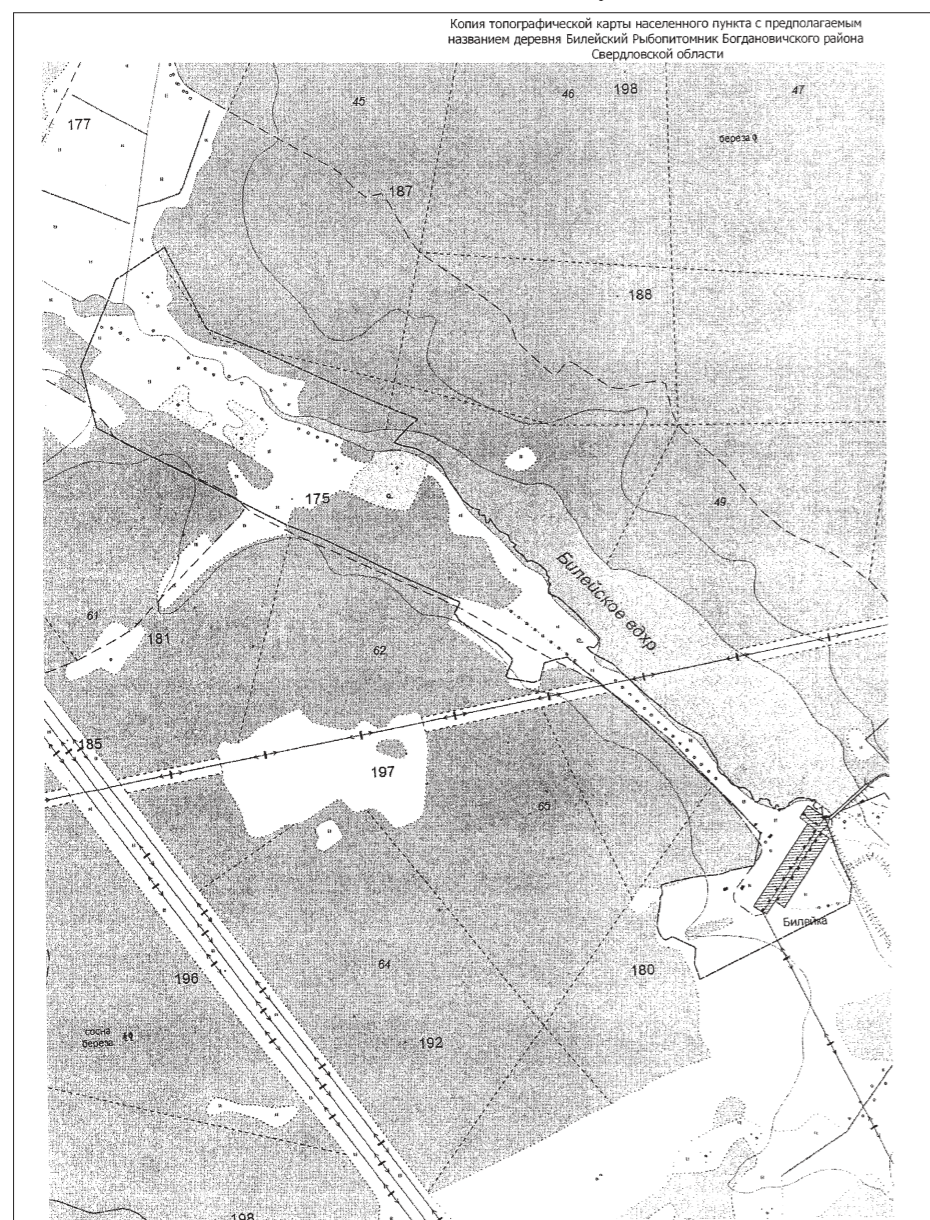 Копия топографической карты населенного пункта с предполагаемым
названием деревня Билейский Рыбопитомник Богдановичского района
Свердловской области
45
46
198
47
177
береза
187
188
175
49
Билейское вдхр
61
181
62
185
197
65
Билейка
64
180
196
сосна
береза
192
198